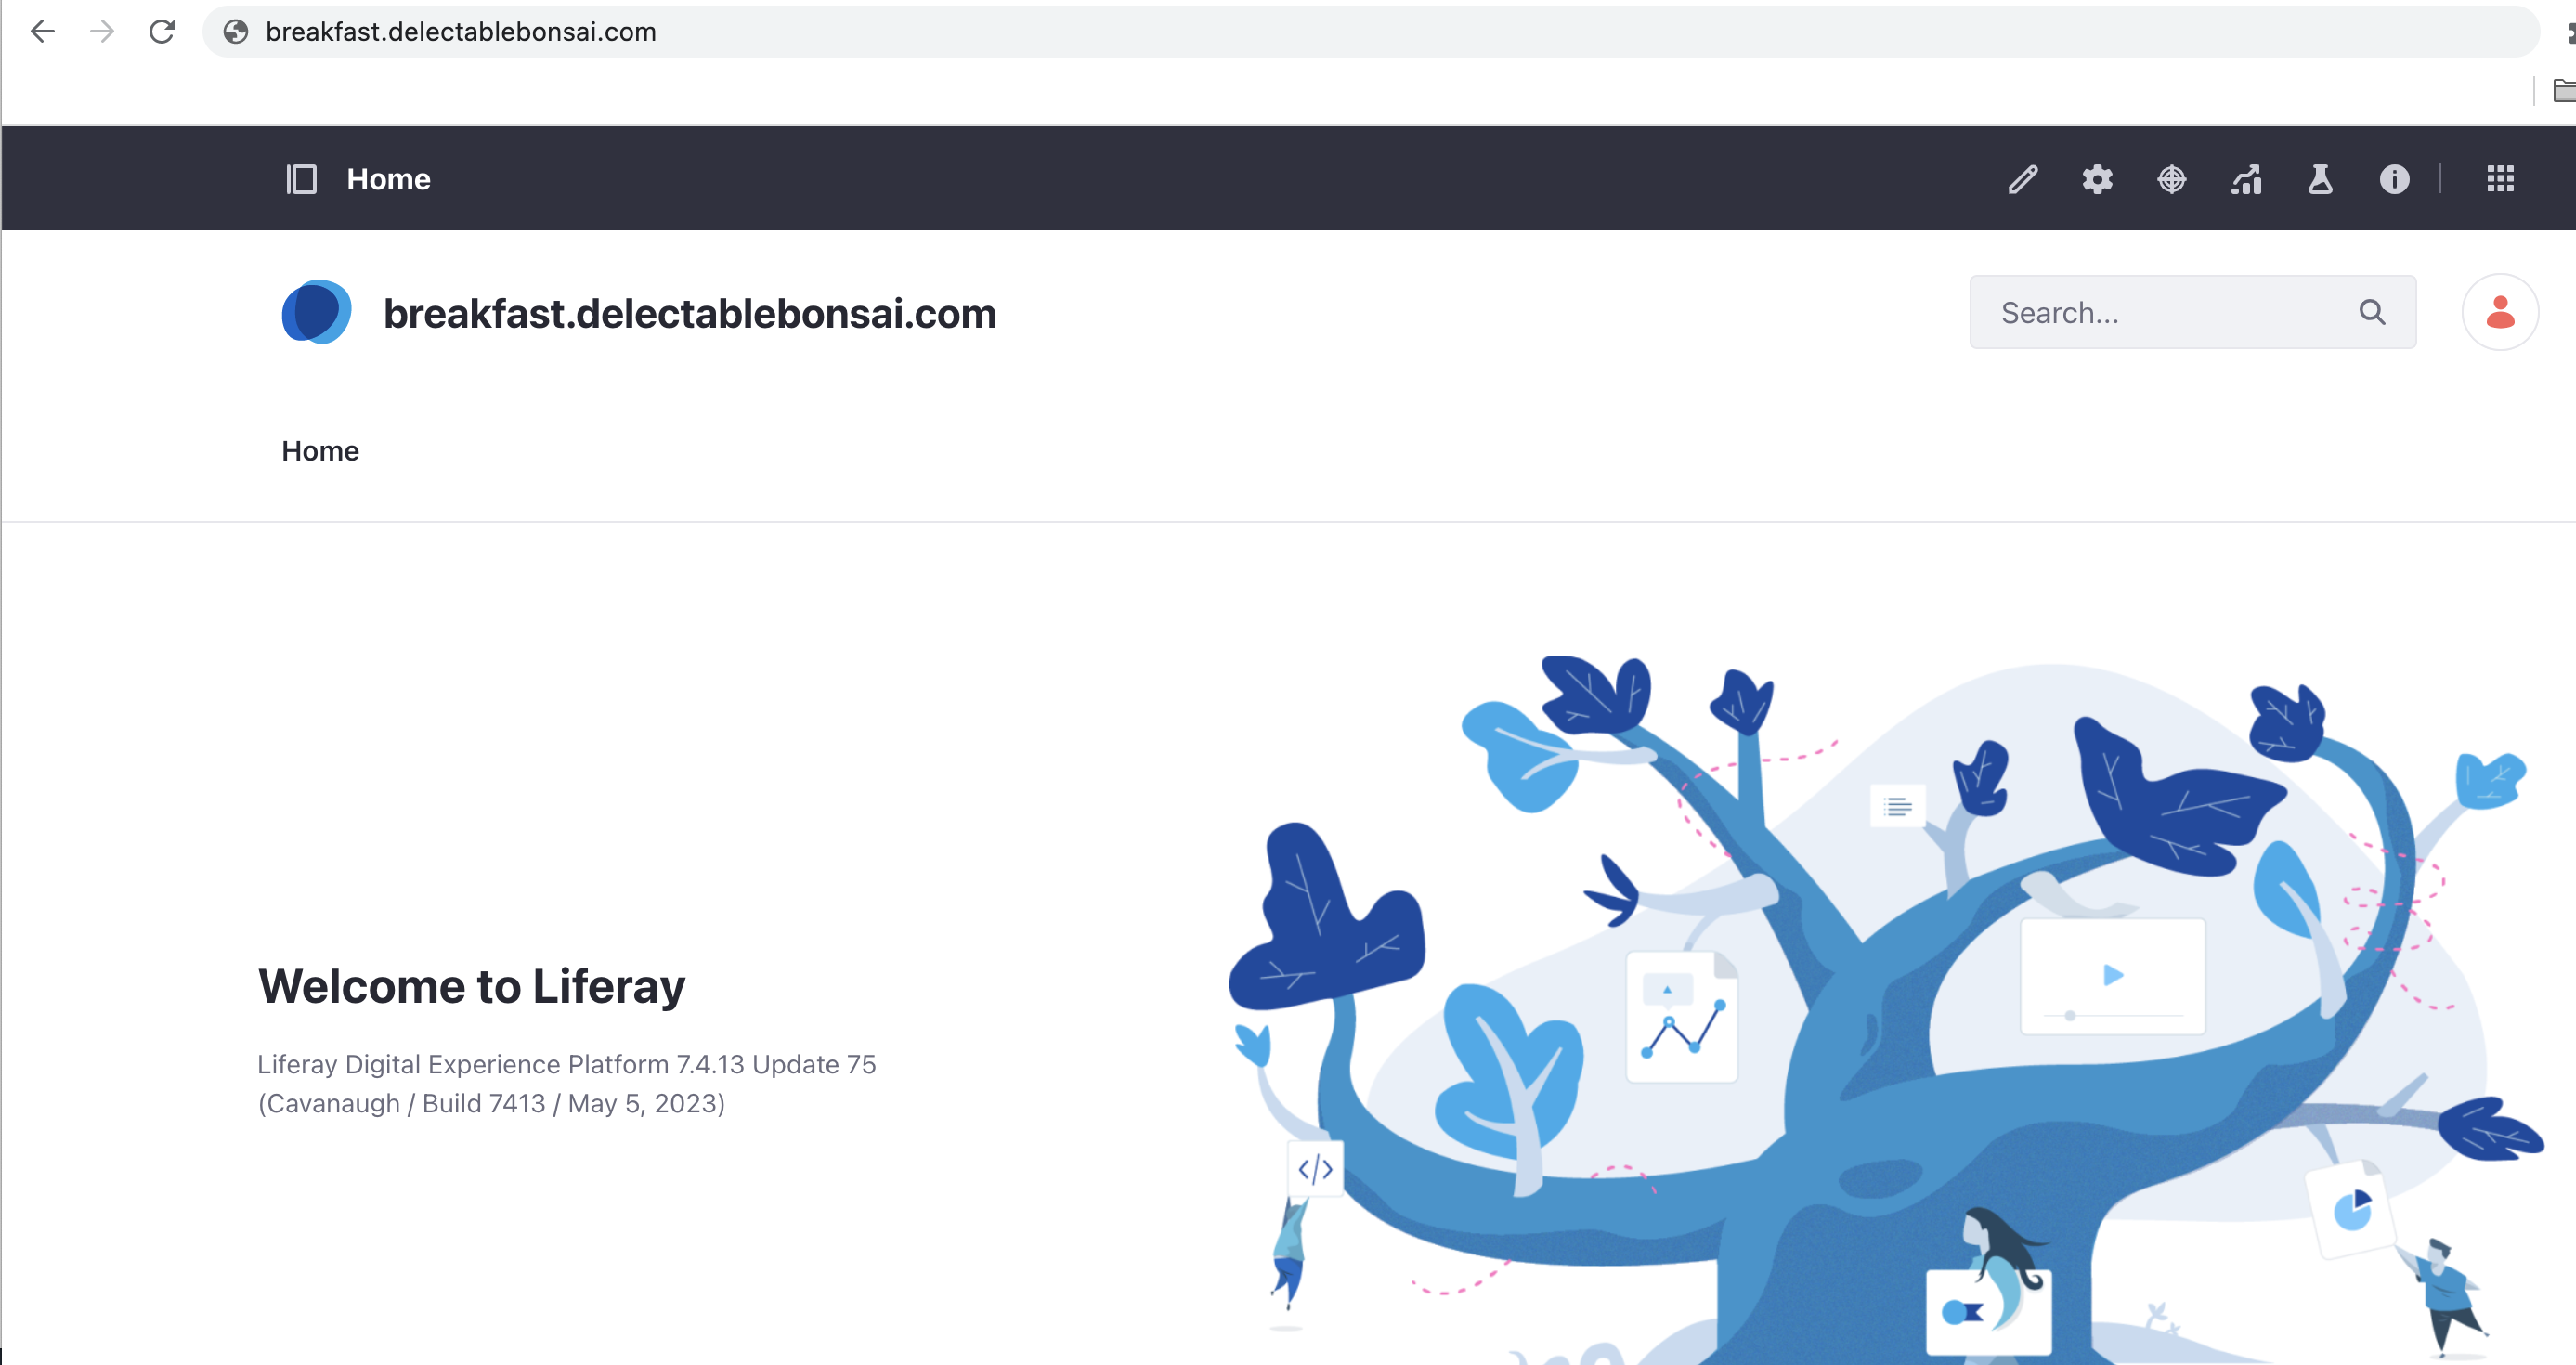 breakfast.delectablebonsai.com
Home
breakfast.delectablebonsai.com
Search...
Home
Welcome to Liferay
Liferay Digital Experience Platform 7.4.13 Update 75
(Cavanaugh / Build 7413 / May 5, 2023)